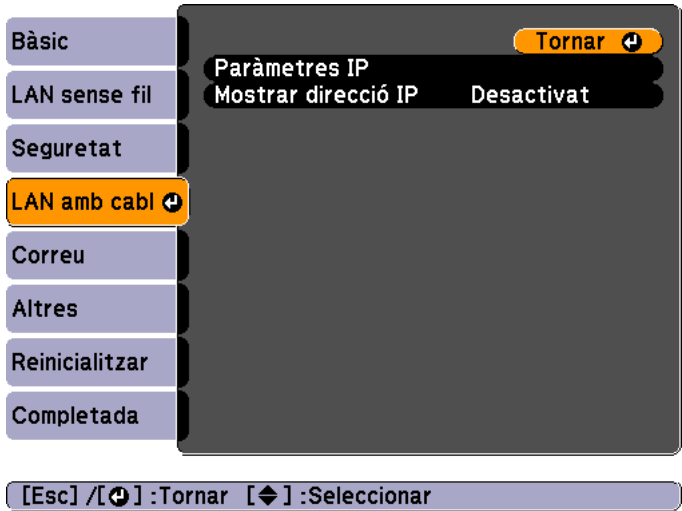 Bàsic
LAN sense fil
Seguretat
LAN amb cabl
Correu
Altres
Reinicialitzar
Completada
Tornar
Paràmetres IP
Mostrar direcció IP Desactivat
[Esc] /[ ] :Tornar [ ] :Seleccionar